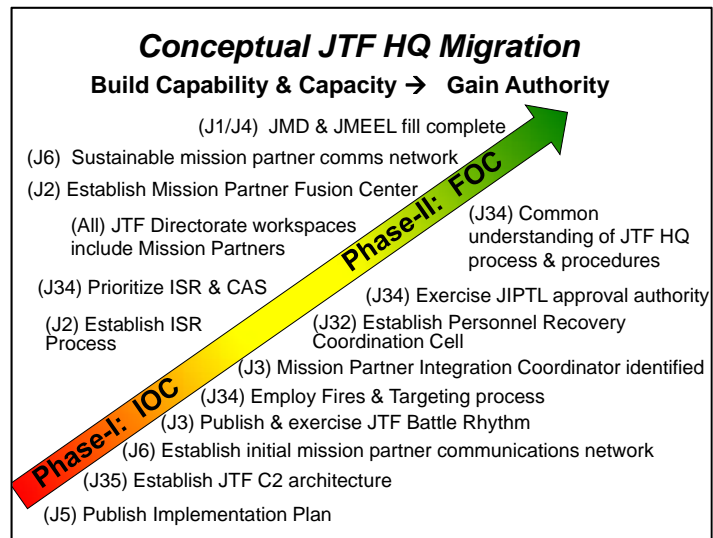 Conceptual JTF HQ Migration
Build Capability & Capacity → Gain Authority
(J1/J4) JMD & JMEEL fill complete
(J6) Sustainable mission partner comms network
(J2) Establish Mission Partner Fusion Center
(All) JTF Directorate workspaces
include Mission Partners
(J34) Prioritize ISR & CAS
(J2) Establish ISR
Process
Phase-II: FOC
Phase-I: IOC
(J34) Common
understanding of JTF HQ
process & procedures
(J34) Exercise JIPTL approval authority
(J32) Establish Personnel Recovery
Coordination Cell
(J3) Mission Partner Integration Coordinator identified
(J34) Employ Fires & Targeting process
(J3) Publish & exercise JTF Battle Rhythm
(J6) Establish initial mission partner communications network
(J35) Establish JTF C2 architecture
(J5) Publish Implementation Plan